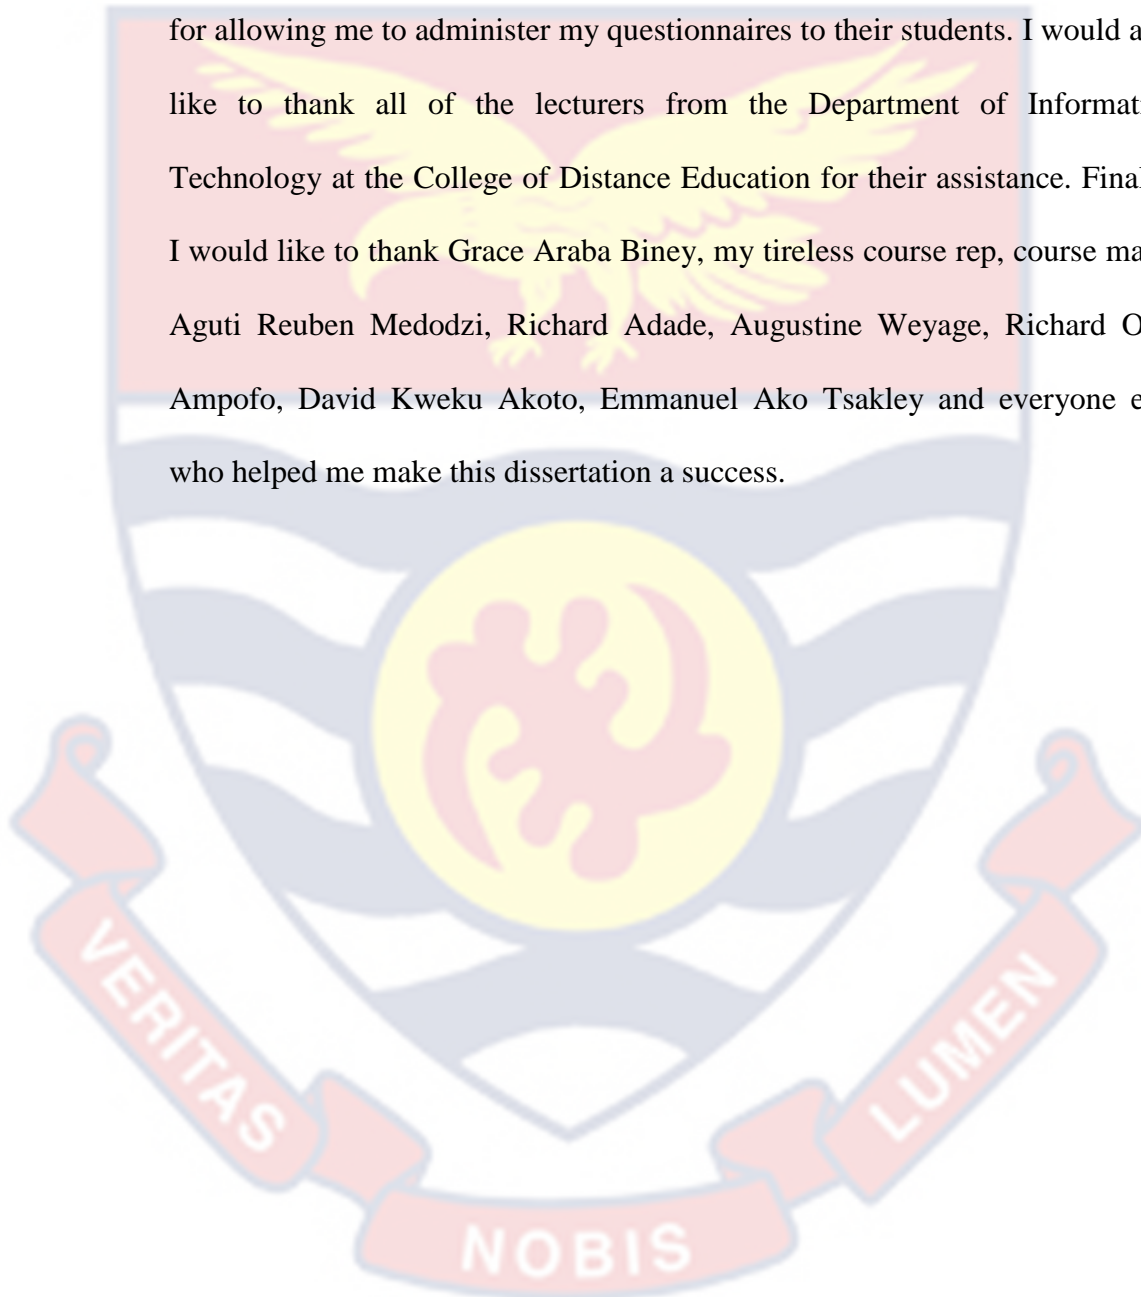 for allowing me to administer my questionnaires to their students. I would a
like to thank all of the lecturers from the Department of Informat
Technology at the College of Distance Education for their assistance. Final
I would like to thank Grace Araba Biney, my tireless course rep, course ma
Aguti Reuben Medodzi, Richard Adade, Augustine Weyage, Richard O
Ampofo, David Kweku Akoto, Emmanuel Ako Tsakley and everyone e
who helped me make this dissertation a success.
VERITAS
NOBIS
LUMEN